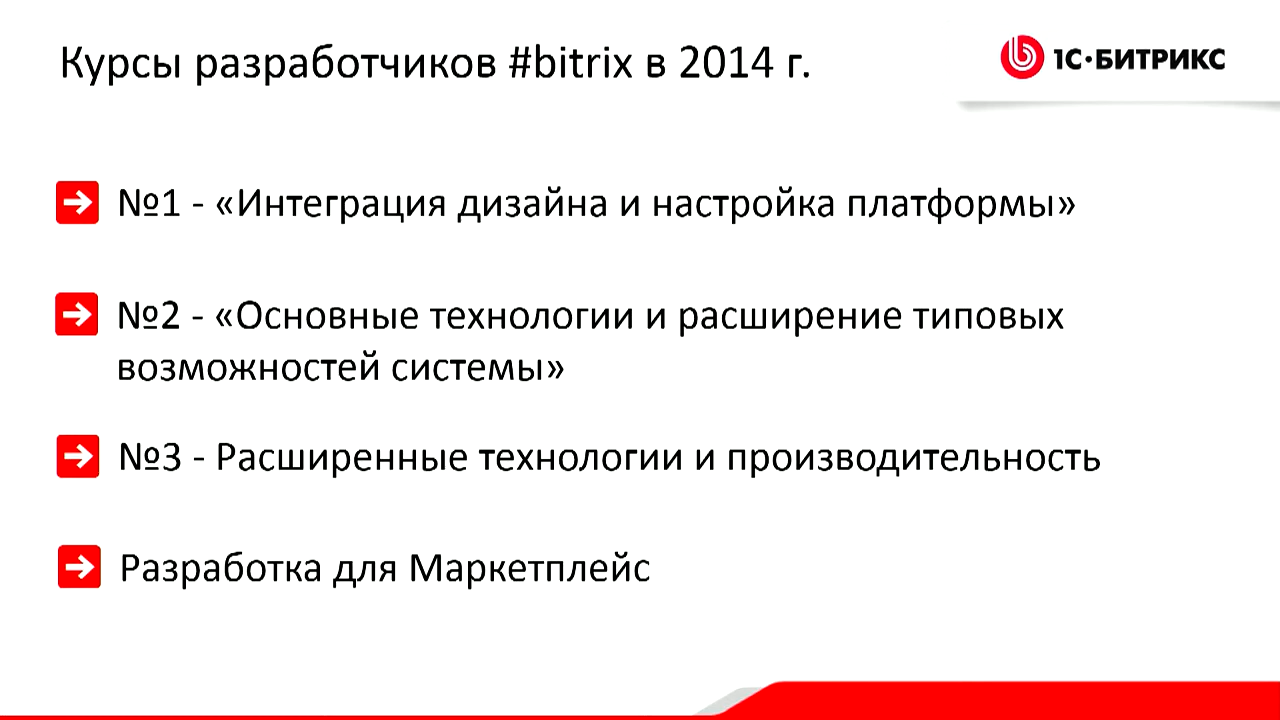 Курсы разработчиков #bitrix в 2014 г.
1С·БИТРИКС
№1 - «Интеграция дизайна и настройка платформы»
№2 - «Основные технологии и расширение типовых
возможностей системы»
№3 - Расширенные технологии и производительность
Разработка для Маркетплейс